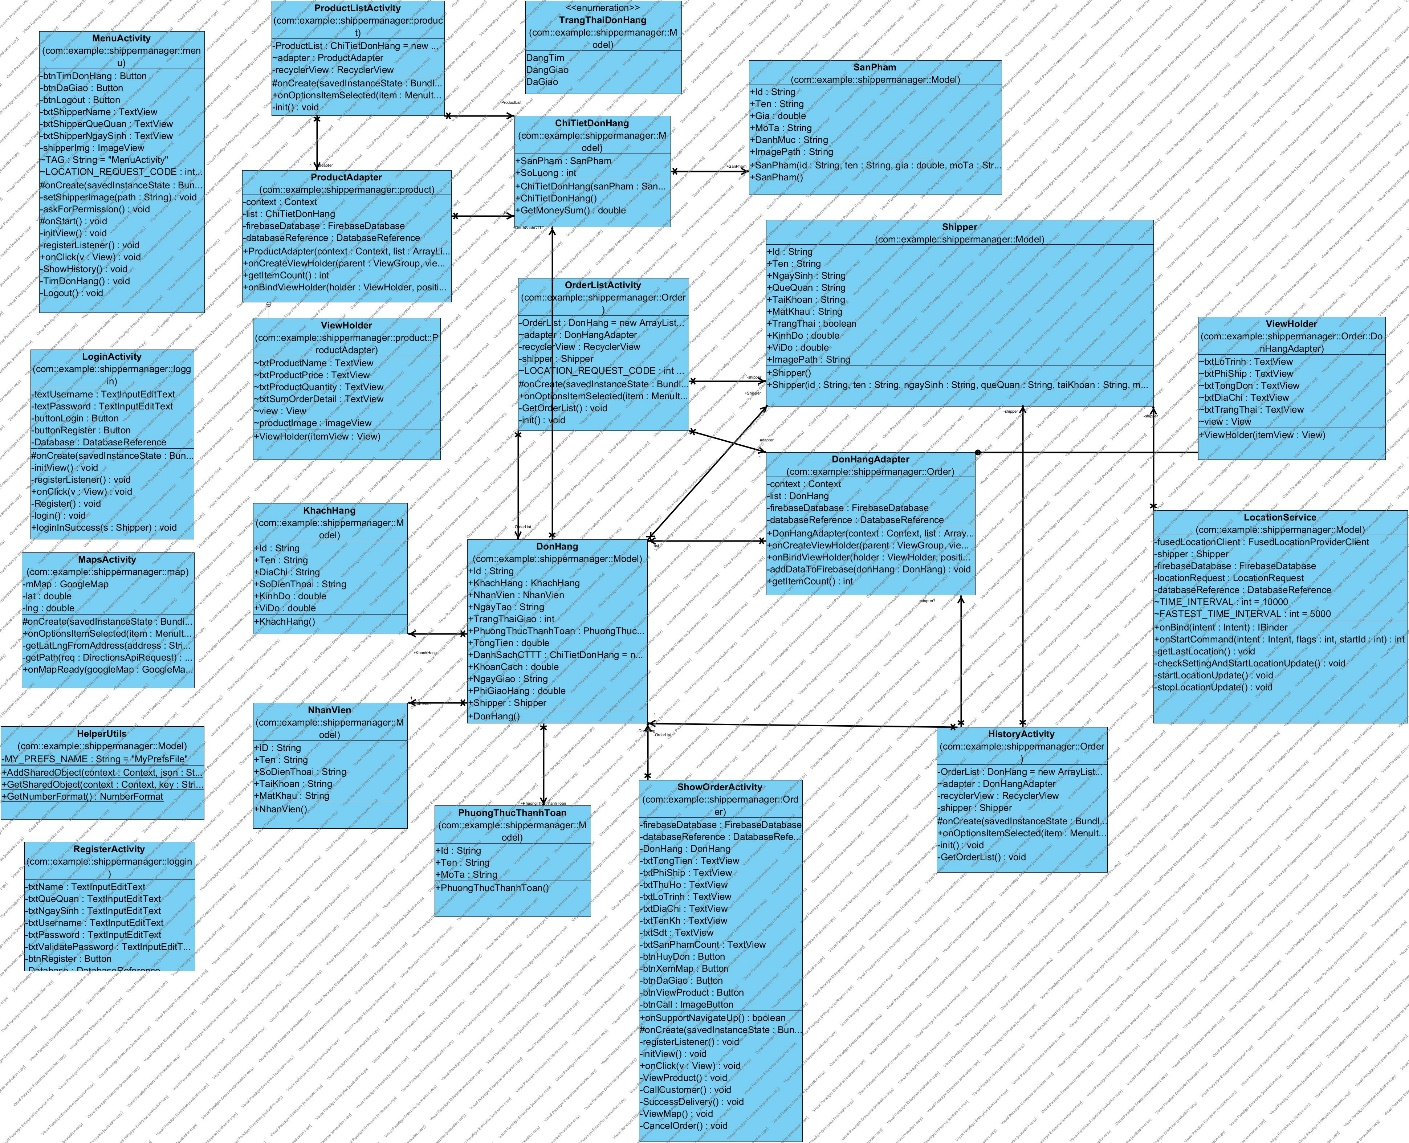 MenuActivity
(com::example::shippermanager::men
u)
-btnTimDonHang : Button
-btnDaGiao : Button
-btnLogout : Button
-txtShipperName : TextView
-txtShipperQueQuan : TextView
-txtShipperNgaySinh : TextView
-shipperImg : ImageView
~TAG : String = "MenuActivity"
~LOCATION_REQUEST_CODE : int...
#onCreate(savedInstanceState : Bun...
-setShipperImage(path : String) : void
-askForPermission() : void
#onStart() : void
-initView() : void
-registerListener() : void
+onClick(v : View) : void
-ShowHistory() : void
-TimDonHang() : void
-Logout() : void
ProductListActivity
(com::example::shippermanager::produc
t)
-ProductList : ChiTietDonHang = new ...
~adapter : ProductAdapter
-recyclerView : RecyclerView
#onCreate(savedInstanceState : Bundl...
+onOptionsItemSelected(item : MenuIt...
-init() : void
<<enumeration>>
TrangThaiDonHang
(com::example::shippermanager::M
odel)
DangTim
DangGiao
DaGiao
SanPham
(com::example::shippermanager::Model)
+Id : String
+Ten : String
+Gia : double
+MoTa : String
+DanhMuc : String
+ImagePath : String
+SanPham(id : String, ten : String, gia : double, moTa : Str...
+SanPham()
ChiTietDonHang
(com::example::shippermanager::M
odel)
+SanPham : SanPham
+SoLuong : int
+ChiTietDonHang(sanPham : San...
+ChiTietDonHang()
+GetMoneySum() : double
ProductAdapter
(com::example::shippermanager::product)
-context : Context
-list : ChiTietDonHang
-firebaseDatabase : FirebaseDatabase
-databaseReference : DatabaseReference
+ProductAdapter(context : Context, list : ArrayLi...
+onCreateViewHolder(parent : ViewGroup, vie...
+getItemCount() : int
+onBindViewHolder(holder : ViewHolder, positi...
Shipper
(com::example::shippermanager::Model)
+Id : String
+Ten : String
+NgaySinh : String
+QueQuan : String
+TaiKhoan : String
+MatKhau : String
+TrangThai : boolean
+KinhDo : double
+ViDo : double
+ImagePath : String
+Shipper()
+Shipper(id : String, ten : String, ngaySinh : String, queQuan : String, taiKhoan : String, m...
OrderListActivity
(com::example::shippermanager::Order
)
-OrderList : DonHang = new ArrayList...
~adapter : DonHangAdapter
-recyclerView : RecyclerView
-shipper : Shipper
~LOCATION_REQUEST_CODE : int ...
#onCreate(savedInstanceState : Bundl...
+onOptionsItemSelected(item : MenuIt...
-GetOrderList() : void
-init() : void
ViewHolder
(com::example::shippermanager::product::P
roductAdapter)
~txtProductName : TextView
~txtProductPrice : TextView
~txtProductQuantity : TextView
~txtSumOrderDetail : TextView
~view : View
~productImage : ImageView
+ViewHolder(itemView : View)
ViewHolder
(com::example::shippermanager::Order::Do
nHangAdapter)
~txtLoTrinh : TextView
~txtPhiShip : TextView
~txtTongDon : TextView
~txtDiaChi : TextView
~txtTrangThai : TextView
~view : View
+ViewHolder(itemView : View)
LoginActivity
(com::example::shippermanager::logg
in)
-textUsername : TextInputEditText
-textPassword : TextInputEditText
-buttonLogin : Button
-buttonRegister : Button
-Database : DatabaseReference
#onCreate(savedInstanceState : Bun...
-initView() : void
-registerListener() : void
+onClick(v : View) : void
-Register() : void
-login() : void
+loginInSuccess(s : Shipper) : void
DonHangAdapter
(com::example::shippermanager::Order)
-context : Context
-list : DonHang
-firebaseDatabase : FirebaseDatabase
-databaseReference : DatabaseReference
+DonHangAdapter(context : Context, list : Array...
+onCreateViewHolder(parent : ViewGroup, vie...
+onBindViewHolder(holder : ViewHolder, positi...
-addDataToFirebase(donHang : DonHang) : void
+getItemCount() : int
KhachHang
(com::example::shippermanager::M
odel)
+Id : String
+Ten : String
+DiaChi : String
+SoDienThoai : String
+KinhDo : double
+ViDo : double
+KhachHang()
LocationService
(com::example::shippermanager::Model)
-fusedLocationClient : FusedLocationProviderClient
-shipper : Shipper
-firebaseDatabase : FirebaseDatabase
-locationRequest : LocationRequest
-databaseReference : DatabaseReference
~TIME_INTERVAL : int = 10000
~FASTEST_TIME_INTERVAL : int = 5000
+onBind(intent : Intent) : IBinder
+onStartCommand(intent : Intent, flags : int, startId : int) : int
-getLastLocation() : void
-checkSettingAndStartLocationUpdate() : void
-startLocationUpdate() : void
-stopLocationUpdate() : void
DonHang
(com::example::shippermanager::M
odel)
+Id : String
+KhachHang : KhachHang
+NhanVien : NhanVien
+NgayTao : String
+TrangThaiGiao : int
+PhuongThucThanhToan : PhuongThuc...
+TongTien : double
+DanhSachCTTT : ChiTietDonHang = n...
+KhoanCach : double
+NgayGiao : String
+PhiGiaoHang : double
+Shipper : Shipper
+DonHang()
MapsActivity
(com::example::shippermanager::map)
-mMap : GoogleMap
-lat : double
-lng : double
#onCreate(savedInstanceState : Bundl...
+onOptionsItemSelected(item : MenuIt...
-getLatLngFromAddress(address : Stri...
-getPath(req : DirectionsApiRequest) : ...
+onMapReady(googleMap : GoogleMa...
NhanVien
(com::example::shippermanager::M
odel)
+ID : String
+Ten : String
+SoDienThoai : String
+TaiKhoan : String
+MatKhau : String
+NhanVien()
HelperUtils
(com::example::shippermanager::Model)
-MY_PREFS_NAME : String = "MyPrefsFile"
+AddSharedObject(context : Context, json : St...
+GetSharedObject(context : Context, key : Stri...
+GetNumberFormat() : NumberFormat
HistoryActivity
(com::example::shippermanager::Order
)
-OrderList : DonHang = new ArrayList...
~adapter : DonHangAdapter
-recyclerView : RecyclerView
-shipper : Shipper
#onCreate(savedInstanceState : Bundl...
+onOptionsItemSelected(item : MenuIt...
-init() : void
-GetOrderList() : void
ShowOrderActivity
(com::example::shippermanager::Ord
er)
-firebaseDatabase : FirebaseDatabase
-databaseReference : DatabaseRefe...
-DonHang : DonHang
-txtTongTien : TextView
-txtPhiShip : TextView
-txtThuHo : TextView
-txtLoTrinh : TextView
-txtDiaChi : TextView
-txtTenKh : TextView
-txtSdt : TextView
-txtSanPhamCount : TextView
-btnHuyDon : Button
-btnXemMap : Button
-btnDaGiao : Button
-btnViewProduct : Button
-btnCall : ImageButton
+onSupportNavigateUp() : boolean
#onCreate(savedInstanceState : Bun...
-registerListener() : void
-initView() : void
+onClick(v : View) : void
-ViewProduct() : void
-CallCustomer() : void
-SuccessDelivery() : void
-ViewMap() : void
-CancelOrder() : void
PhuongThucThanhToan
(com::example::shippermanager::M
odel)
+Id : String
+Ten : String
+MoTa : String
+PhuongThucThanhToan()
RegisterActivity
(com::example::shippermanager::loggin
)
-txtName : TextInputEditText
-txtQueQuan : TextInputEditText
-txtNgaySinh : TextInputEditText
-txtUsername : TextInputEditText
-txtPassword : TextInputEditText
-txtValidatePassword : TextInputEditT...
-btnRegister : Button
-Database : DatabaseReference